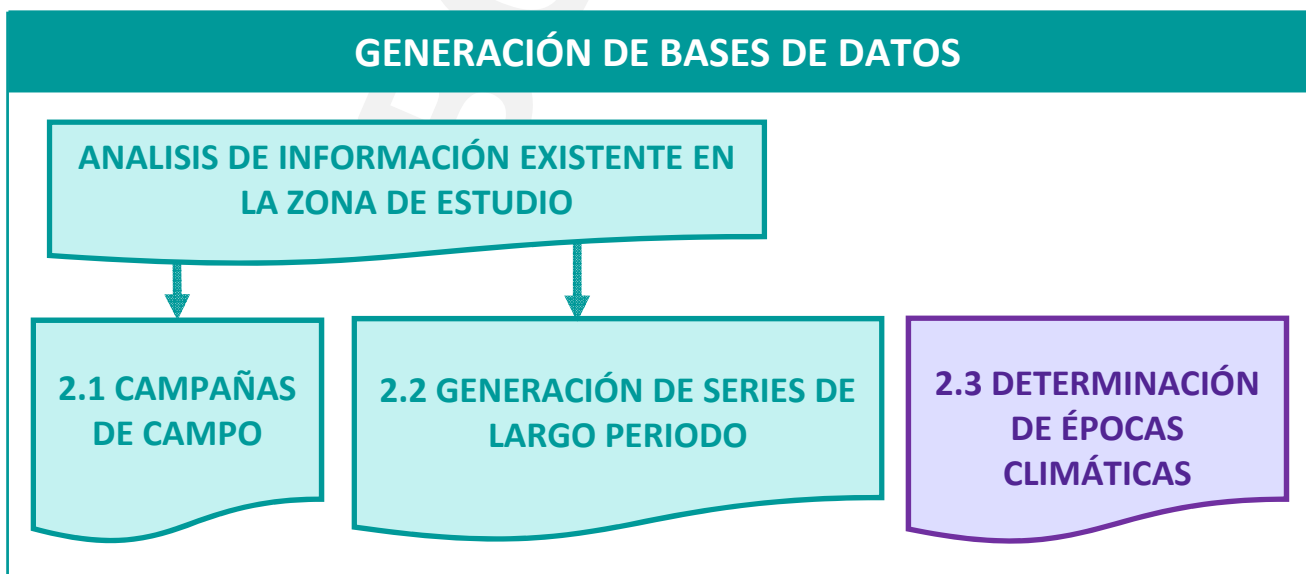 GENERACIÓN DE BASES DE DATOS
ANALISIS DE INFORMACIÓN EXISTENTE EN
LA ZONA DE ESTUDIO
2.1 CAMPAÑAS
DE CAMPO
2.2 GENERACIÓN DE SERIES DE
LARGO PERIODO
2.3 DETERMINACIÓN
DE ÉPOCAS
CLIMÁTICAS